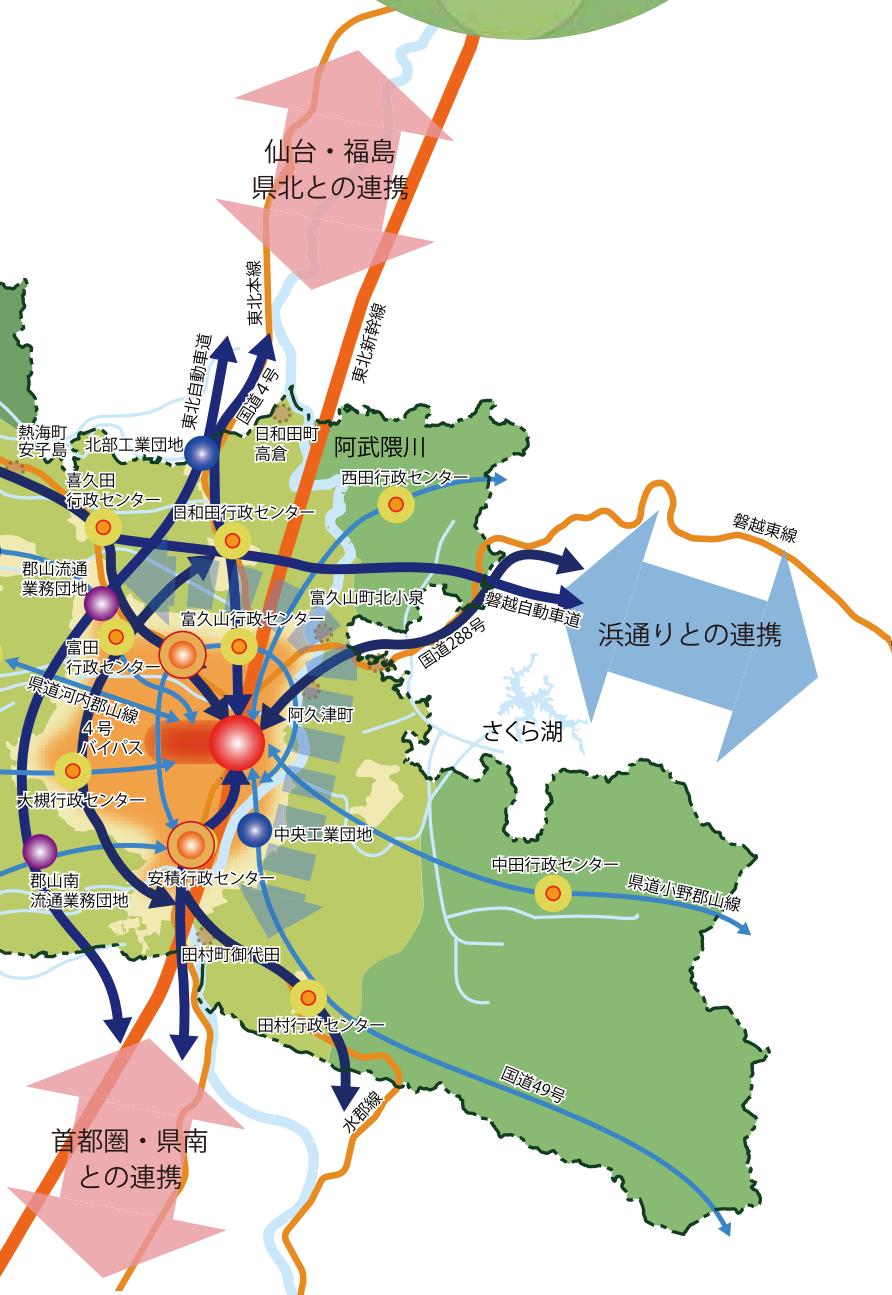 仙台・福島
県北との連携
東北本線
東北新幹線
東北自動車道
国道４号
熱海町
安子島
北部工業団地
日和田町
高倉
阿武隈川
喜久田
行政センター
西田行政センター
日和田行政センター
磐越東線
郡山流通
業務団地
富久山町北小泉
磐越自動車道
富久山行政センター
国道288号
浜通りとの連携
富田
行政センター
県道河内郡山線
４号
バイパス
阿久津町
さくら湖
大槻行政センター
中央工業団地
安積行政センター
中田行政センター
県道小野郡山線
郡山南
流通業務団地
田村町御代田
田村行政センター
国道49号
水郡線
首都圏・県南
との連携